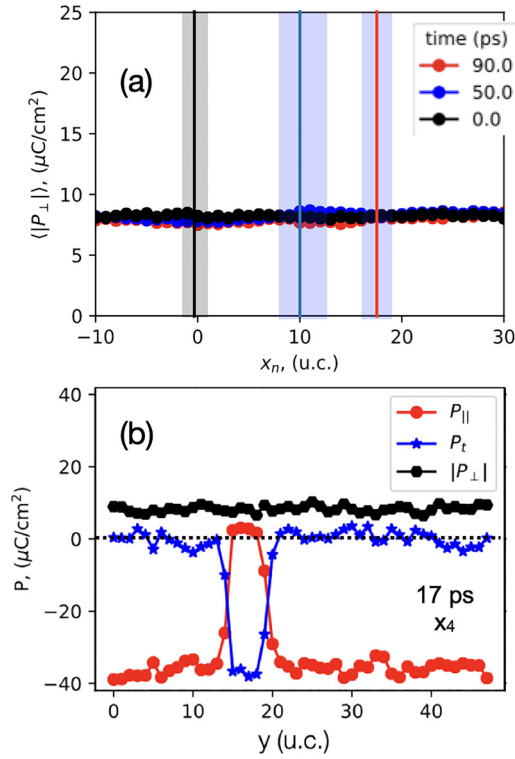 25
20
15
10
5
0
⟨|P⊥|⟩, (μC/cm²)
(a)
time (ps)
90.0
50.0
0.0
−10
0
10
20
30
xₙ, (u.c.)
40
20
0
−20
−40
P, (μC/cm²)
(b)
P||
Pₜ
|P⊥|
17 ps
x₄
0
10
20
30
40
y (u.c.)